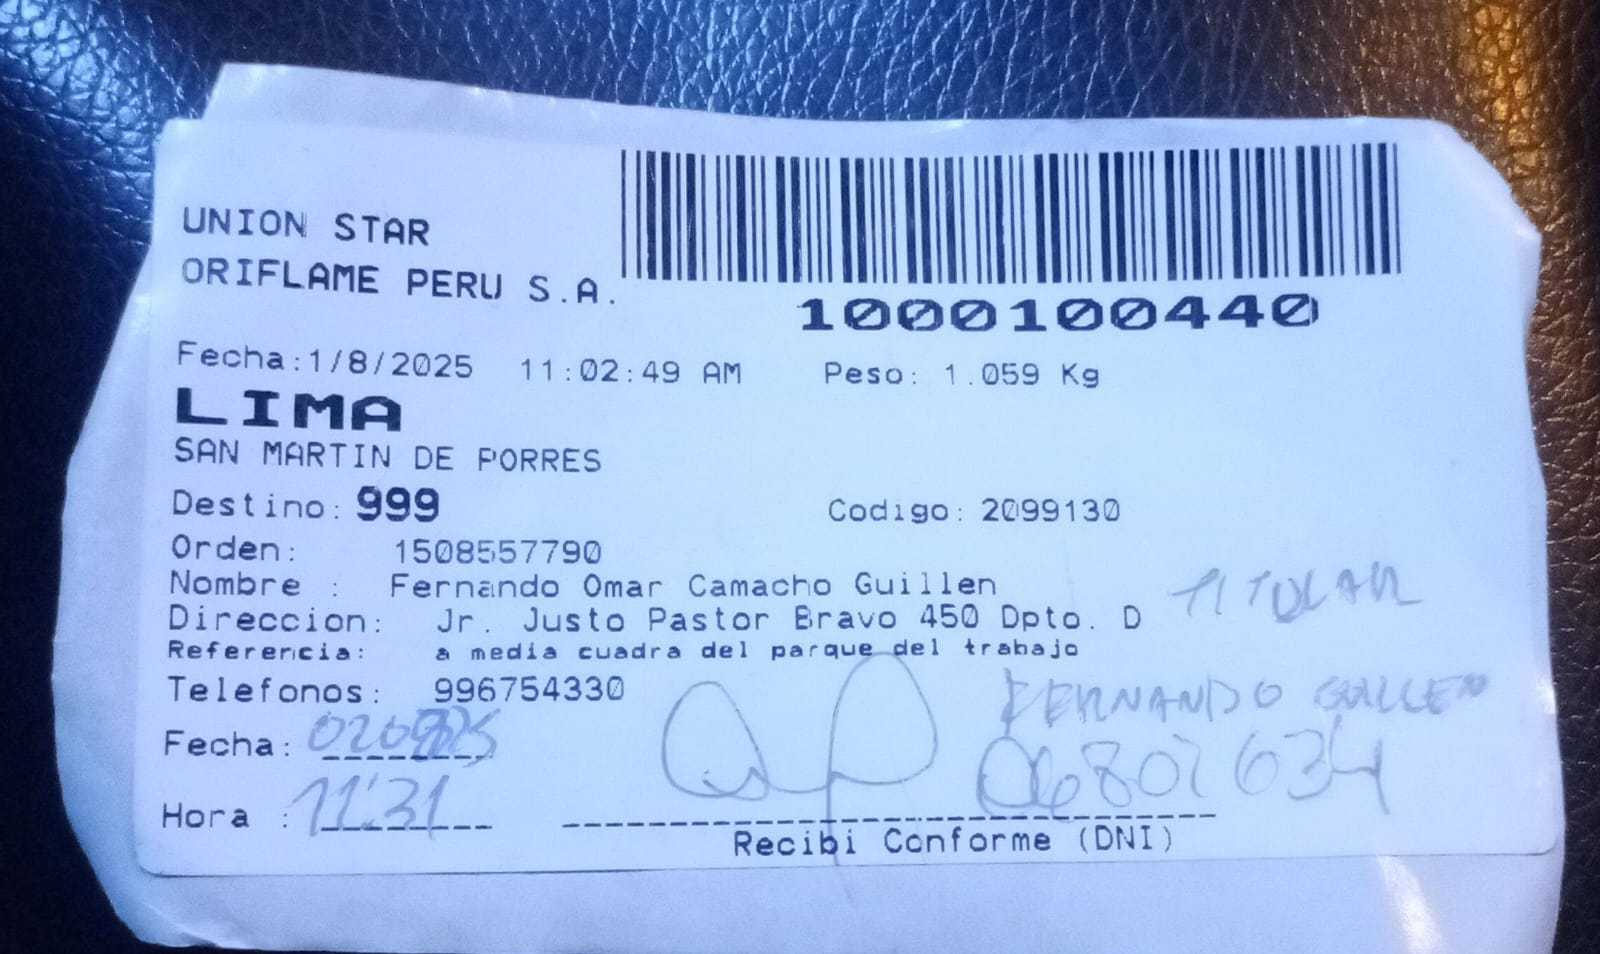 UNION STAR
ORIFLAME PERU S.A.
1000100440
Fecha:1/8/2025 11:02:49 AM Peso: 1.059 Kg
LIMA
SAN MARTIN DE PORRES
Destino: 999 Codigo: 2099130
Orden: 1508557790
Nombre : Fernando Omar Camacho Guillen
TITULAR
Direccion: Jr. Justo Pastor Bravo 450 Dpto. D
Referencia: a media cuadra del parque del trabajo
Telefonos: 996754330
FERNANDO GUILLEN
Fecha: 020825
06807634
Hora : 11:31
Recibi Conforme (DNI)